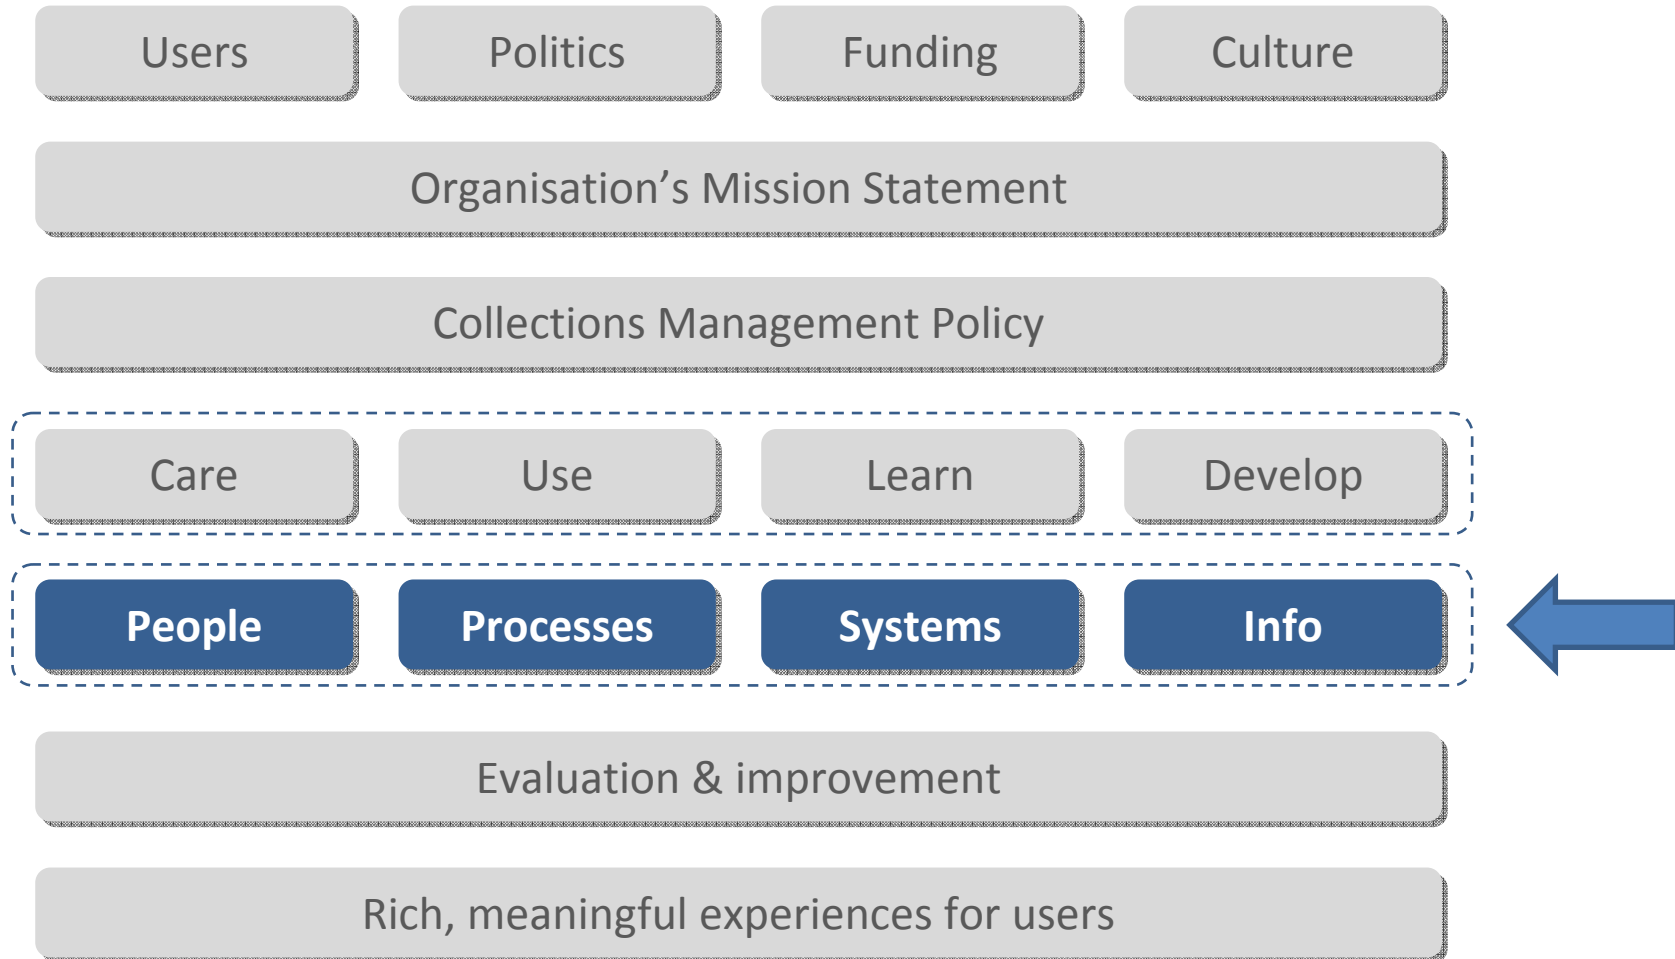 Users
Politics
Funding
Culture
Organisation’s Mission Statement
Collections Management Policy
Care
Use
Learn
Develop
People
Processes
Systems
Info
Evaluation & improvement
Rich, meaningful experiences for users